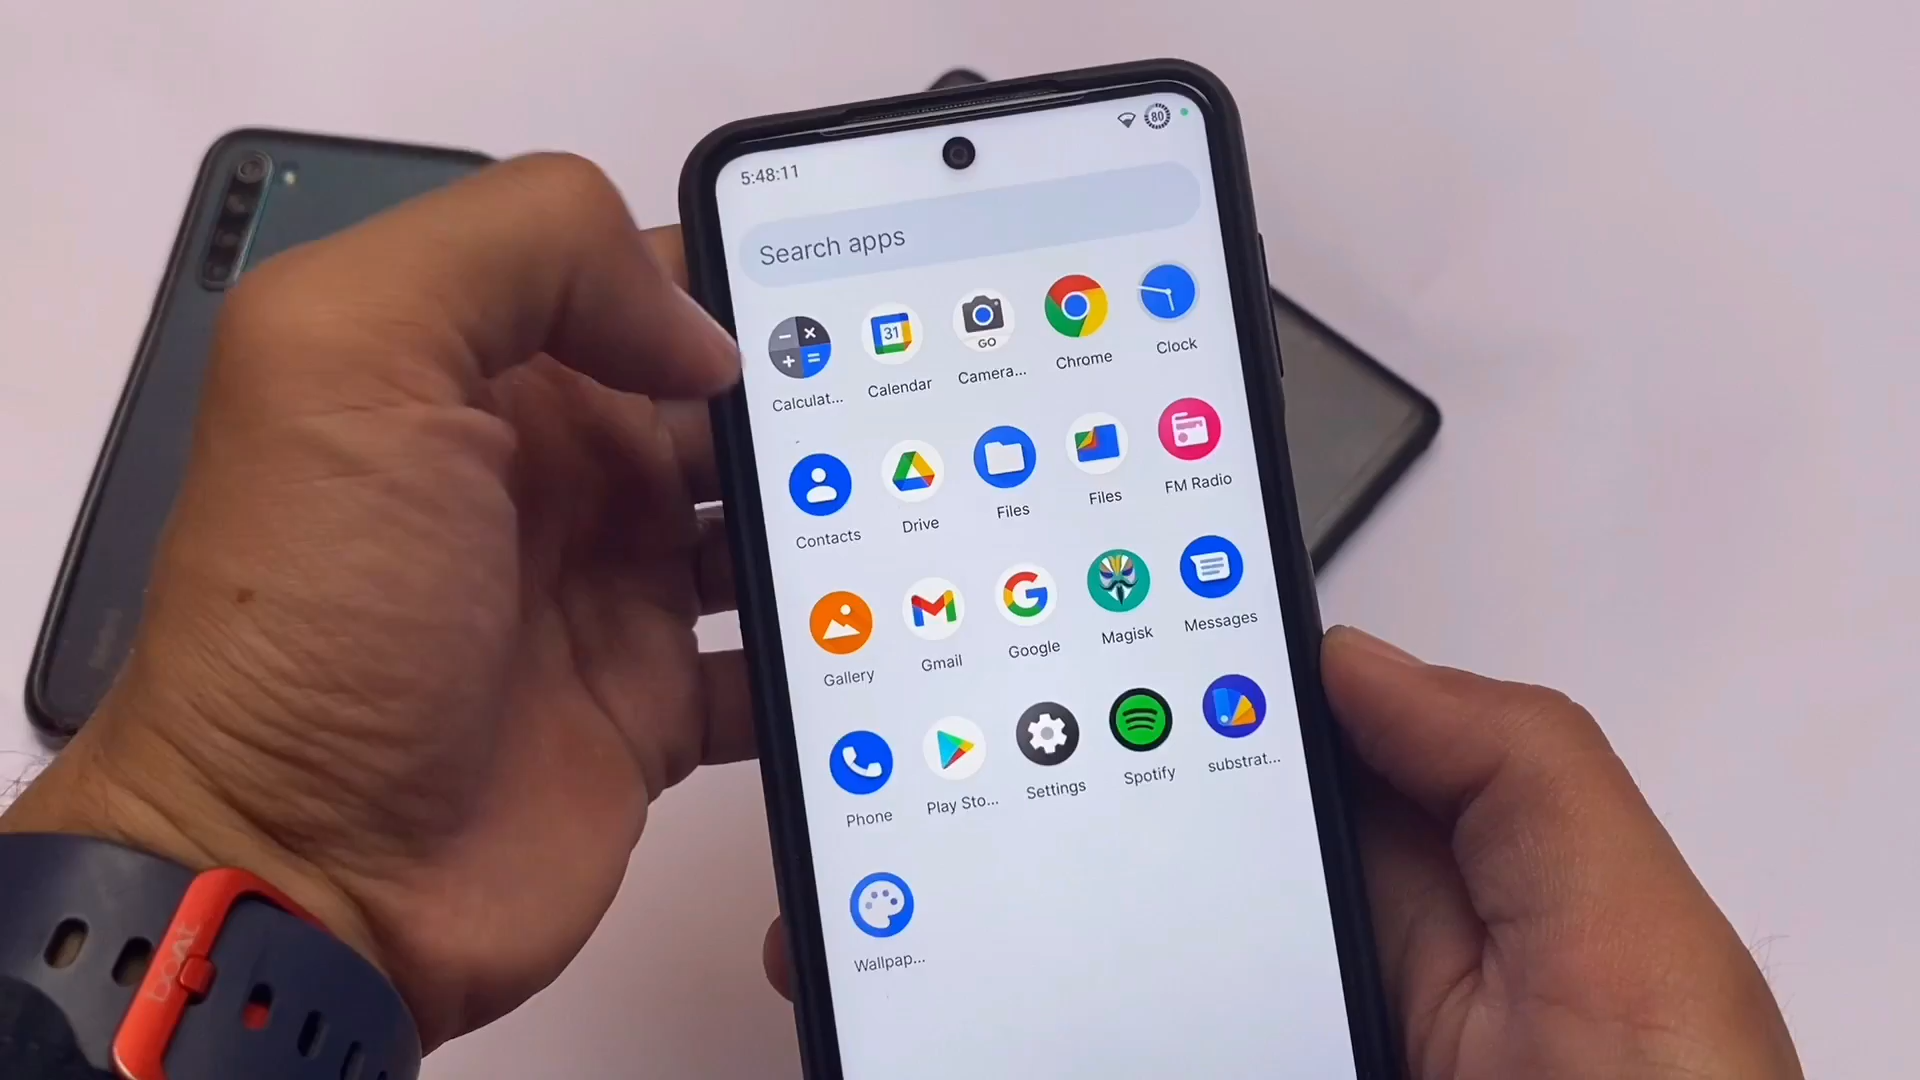 5:48:11
80
Search apps
Calculat...
31
Calendar
GO
Camera...
Chrome
Clock
Contacts
Drive
Files
Files
FM Radio
Gallery
Gmail
Google
Magisk
Messages
Phone
Play Sto...
Settings
Spotify
substrat...
Wallpap...
boAt